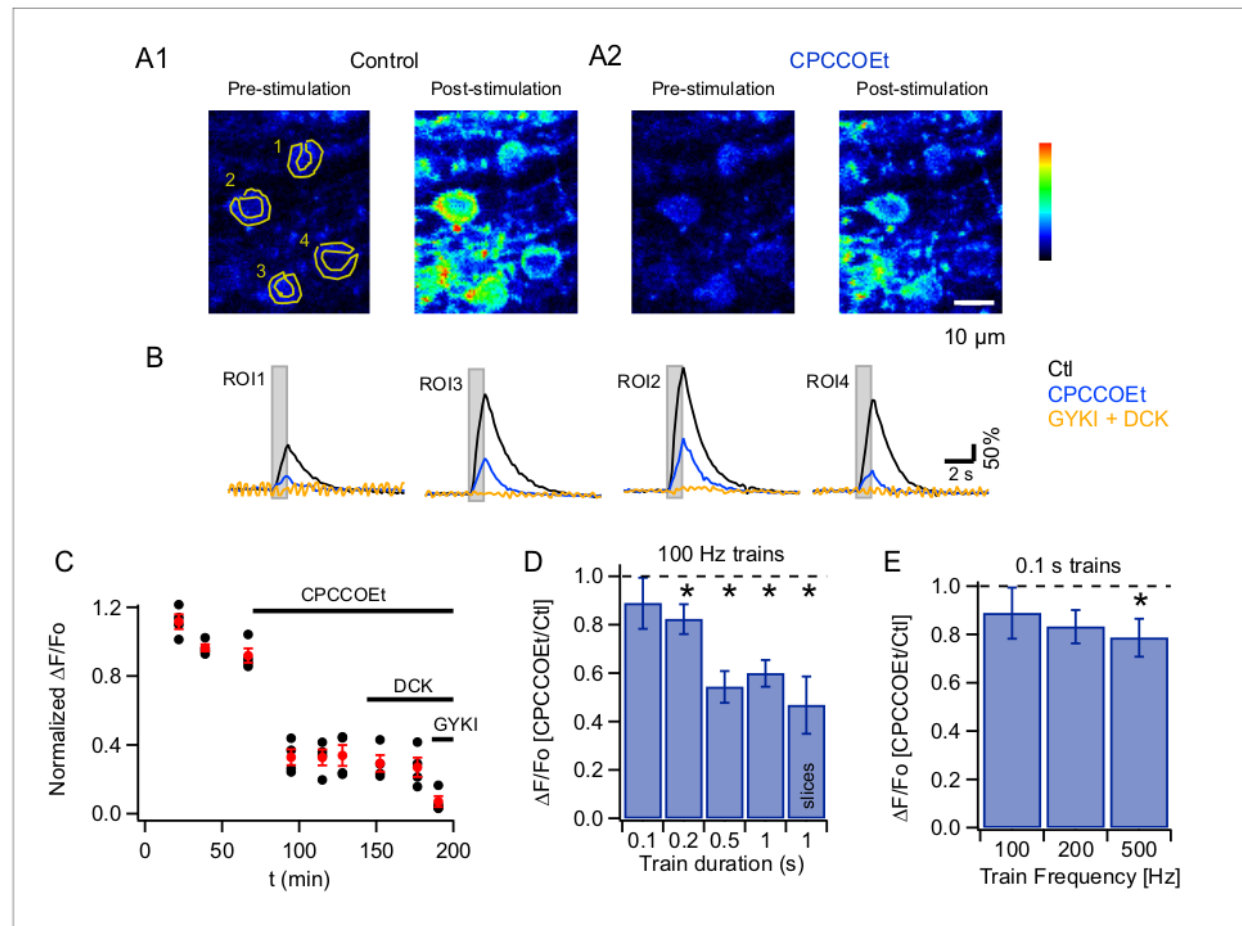 A1
Control
A2
CPCCOEt
Pre-stimulation
Post-stimulation
Pre-stimulation
Post-stimulation
1
2
4
3
10 µm
B
ROI1
ROI3
ROI2
ROI4
Ctl
CPCCOEt
GYKI + DCK
50%
2 s
C
CPCCOEt
DCK
GYKI
Normalized ΔF/Fo
1.2
0.8
0.4
0.0
0
50
100
150
200
t (min)
D
100 Hz trains
ΔF/Fo [CPCCOEt/Ctl]
1.0
0.8
0.6
0.4
0.2
0.0
* * * *
slices
0.1 0.2 0.5 1 1
Train duration (s)
E
0.1 s trains
ΔF/Fo [CPCCOEt/Ctl]
1.0
0.8
0.6
0.4
0.2
0.0
*
100 200 500
Train Frequency [Hz]